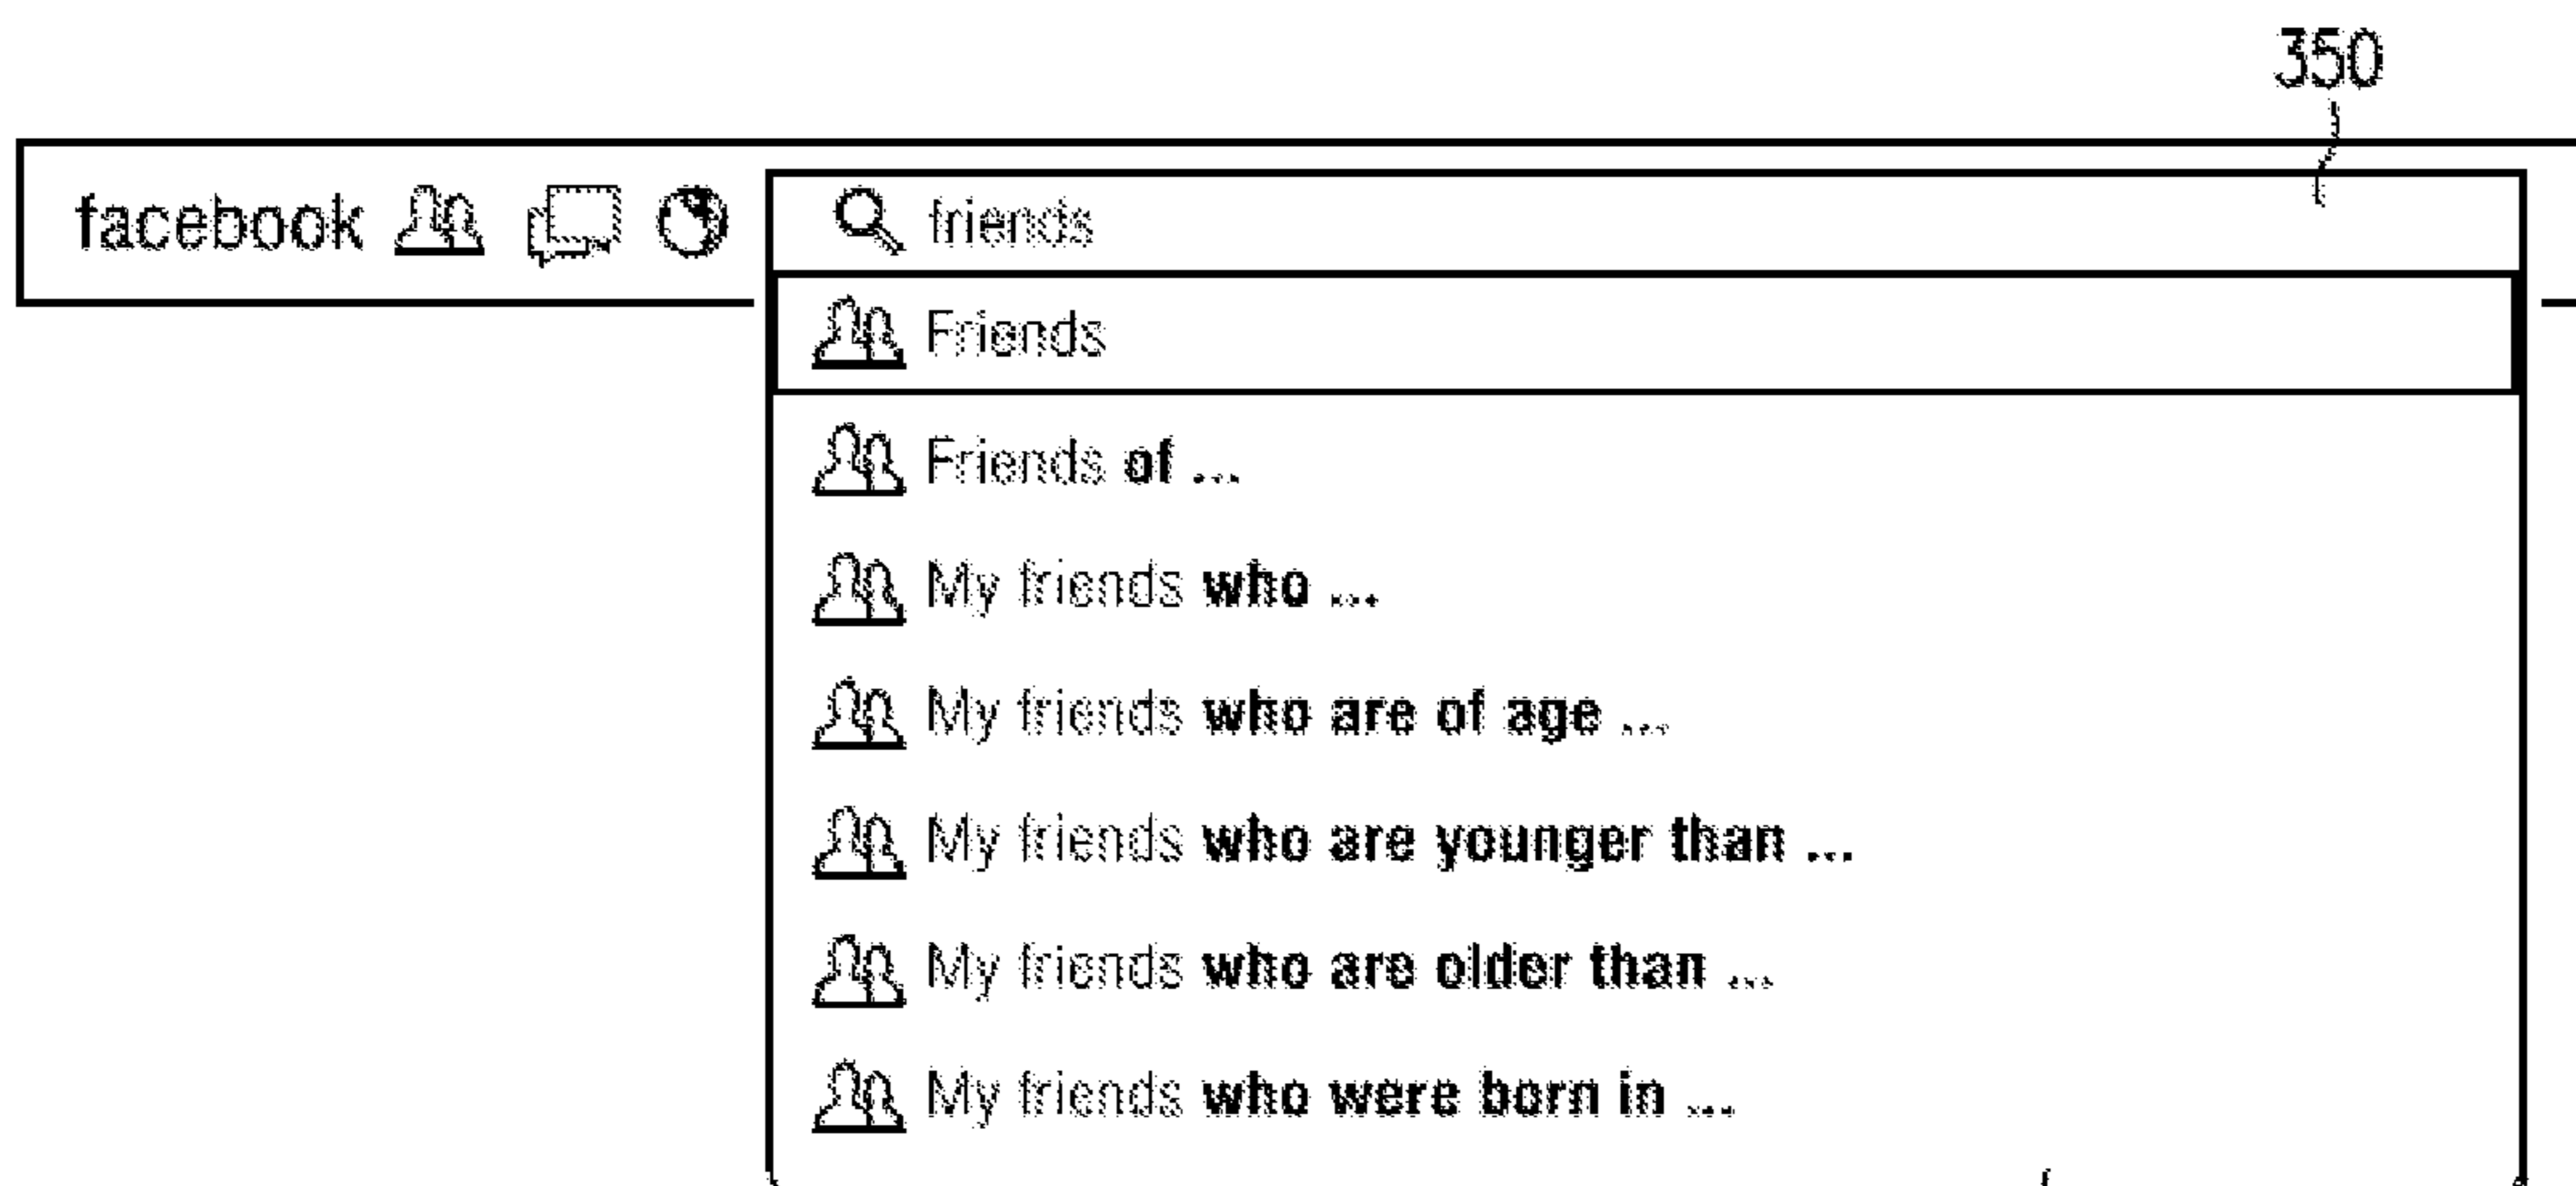 350
facebook friends
Friends
Friends of ...
My friends who ...
My friends who are of age ...
My friends who are younger than ...
My friends who are older than ...
My friends who were born in ...